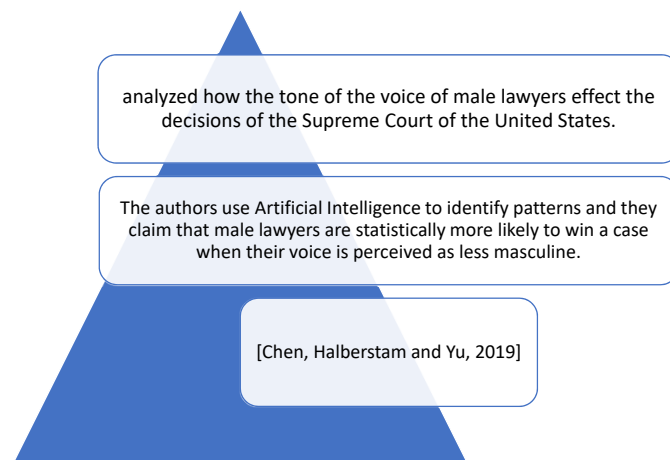 analyzed how the tone of the voice of male lawyers effect the
decisions of the Supreme Court of the United States.
The authors use Artificial Intelligence to identify patterns and they
claim that male lawyers are statistically more likely to win a case
when their voice is perceived as less masculine.
[Chen, Halberstam and Yu, 2019]